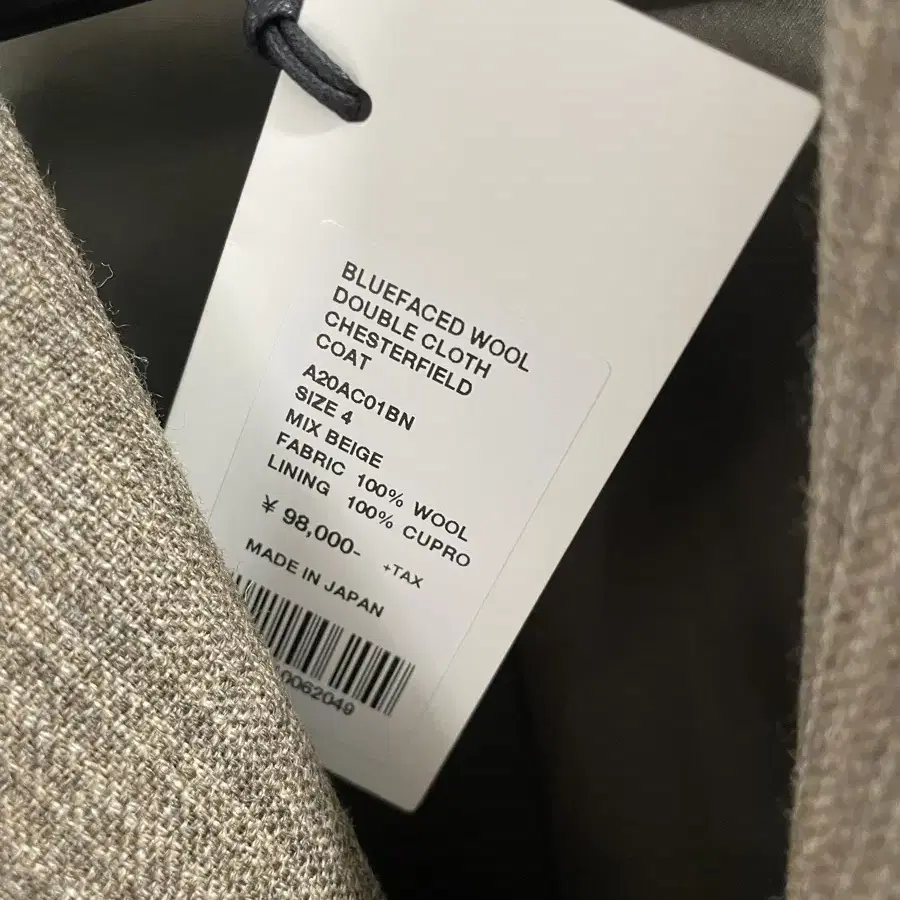 BLUEFACED WOOL
DOUBLE CLOTH
CHESTERFIELD
COAT
A20AC01BN
SIZE 4
MIX BEIGE
FABRIC 100% WOOL
LINING 100% CUPRO
¥ 98,000- +TAX
MADE IN JAPAN